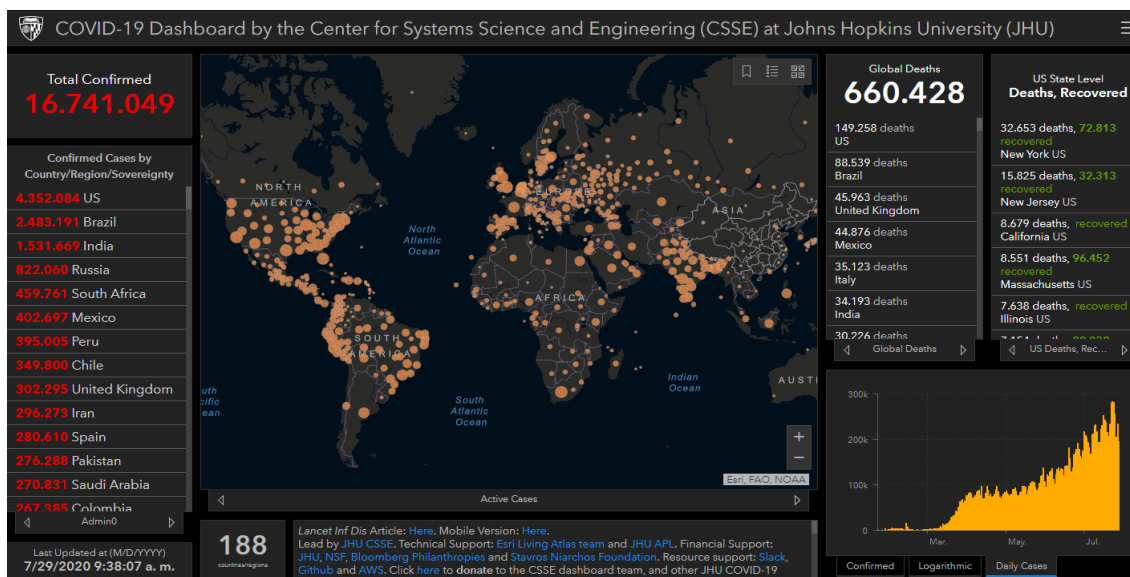 COVID-19 Dashboard by the Center for Systems Science and Engineering (CSSE) at Johns Hopkins University (JHU)
Total Confirmed
16.741.049
Confirmed Cases by
Country/Region/Sovereignty
4.352.084 US
2.483.191 Brazil
1.531.669 India
822.060 Russia
459.761 South Africa
402.697 Mexico
395.005 Peru
349.800 Chile
302.295 United Kingdom
296.273 Iran
280.610 Spain
276.288 Pakistan
270.831 Saudi Arabia
267.385 Colombia
Admin0
Last Updated at (M/D/YYYY)
7/29/2020 9:38:07 a. m.
NORTH
AMERICA
North
Atlantic
Ocean
EUROPE
ASIA
AFRICA
SOUTH
AMERICA
South
Atlantic
Ocean
Indian
Ocean
AUSTI
uth
cific
ean
Esri, FAO, NOAA
Active Cases
188
countries/regions
Lancet Inf Dis Article: Here. Mobile Version: Here.
Lead by JHU CSSE. Technical Support: Esri Living Atlas team and JHU APL. Financial Support:
JHU, NSF, Bloomberg Philanthropies and Stavros Niarchos Foundation. Resource support: Slack,
Github and AWS. Click here to donate to the CSSE dashboard team, and other JHU COVID-19
Global Deaths
660.428
149.258 deaths
US
88.539 deaths
Brazil
45.963 deaths
United Kingdom
44.876 deaths
Mexico
35.123 deaths
Italy
34.193 deaths
India
30.226 deaths
Global Deaths
US State Level
Deaths, Recovered
32.653 deaths, 72.813
recovered
New York US
15.825 deaths, 32.313
recovered
New Jersey US
8.679 deaths, recovered
California US
8.551 deaths, 96.452
recovered
Massachusetts US
7.638 deaths, recovered
Illinois US
US Deaths, Rec...
300k
200k
100k
0
Mar.
May.
Jul.
Confirmed
Logarithmic
Daily Cases